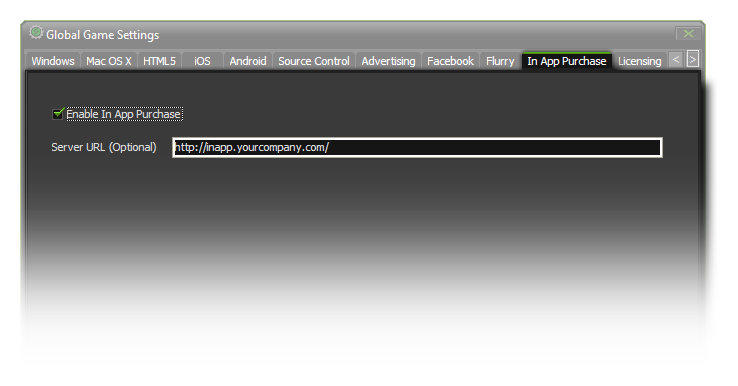 Global Game Settings
Windows Mac OS X HTML5 iOS Android Source Control Advertising Facebook Flurry In App Purchase Licensing < >
Enable In App Purchase
Server URL (Optional) http://inapp.yourcompany.com/